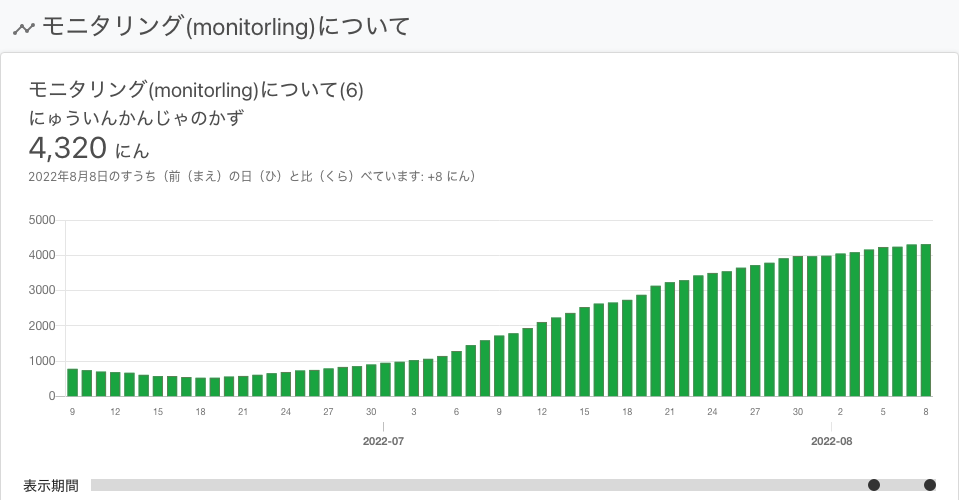 モニタリング(monitorling)について
モニタリング(monitorling)について(6)
にゅういんかんじゃのかず
4,320 にん
2022年8月8日のすうち（前（まえ）の日（ひ）と比（くら）べています: +8 にん）
5000
4000
3000
2000
1000
0
9 12 15 18 21 24 27 30 3 6 9 12 15 18 21 24 27 30 2 5 8
2022-07 2022-08
表示期間